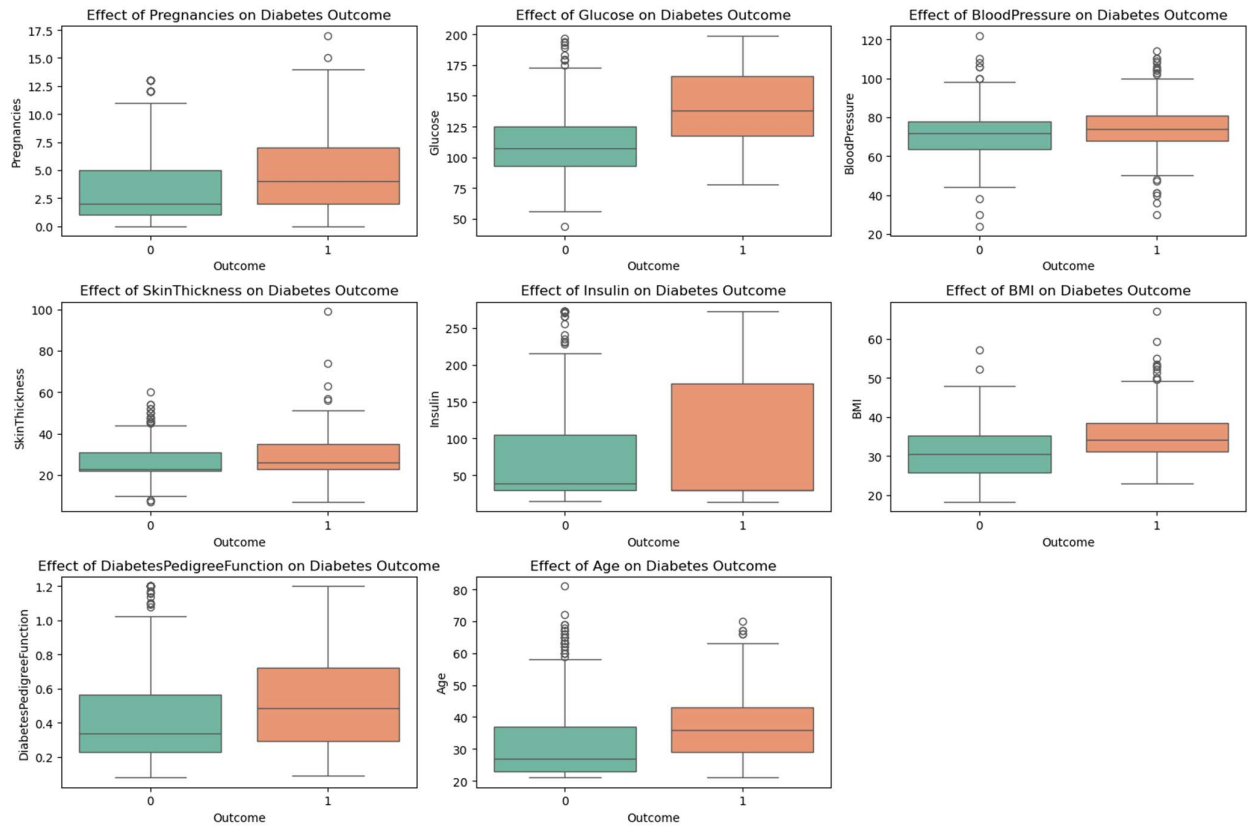 Effect of Pregnancies on Diabetes Outcome
17.5
15.0
12.5
10.0
7.5
5.0
2.5
0.0
Pregnancies
0 1
Outcome
Effect of Glucose on Diabetes Outcome
200
175
150
125
100
75
50
Glucose
0 1
Outcome
Effect of BloodPressure on Diabetes Outcome
120
100
80
60
40
20
BloodPressure
0 1
Outcome
Effect of SkinThickness on Diabetes Outcome
100
80
60
40
20
SkinThickness
0 1
Outcome
Effect of Insulin on Diabetes Outcome
250
200
150
100
50
Insulin
0 1
Outcome
Effect of BMI on Diabetes Outcome
60
50
40
30
20
BMI
0 1
Outcome
Effect of DiabetesPedigreeFunction on Diabetes Outcome
1.2
1.0
0.8
0.6
0.4
0.2
DiabetesPedigreeFunction
0 1
Outcome
Effect of Age on Diabetes Outcome
80
70
60
50
40
30
20
Age
0 1
Outcome